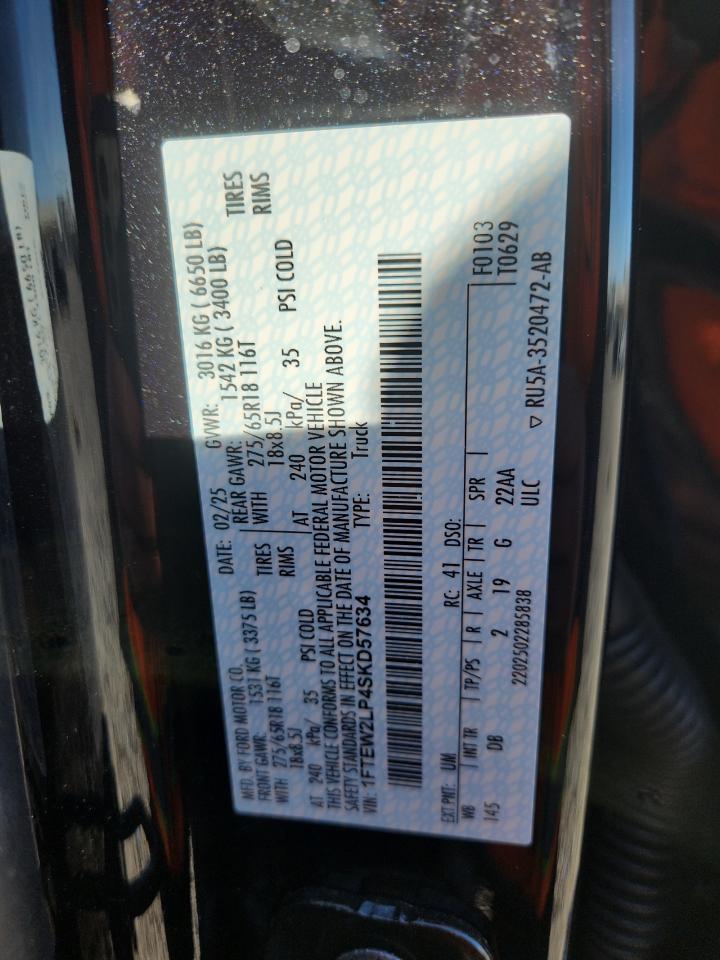 MFD. BY FORD MOTOR CO. DATE: 02/25 GVWR: 3016 KG ( 6650 LB)
FRONT GAWR: 1531 KG ( 3375 LB) REAR GAWR: 1542 KG ( 3400 LB)
WITH 275/65R18 116T TIRES WITH 275/65R18 116T TIRES
18x8.5J RIMS 18x8.5J RIMS
AT 240 kPa/ 35 PSI COLD AT 240 kPa/ 35 PSI COLD
THIS VEHICLE CONFORMS TO ALL APPLICABLE FEDERAL MOTOR VEHICLE
SAFETY STANDARDS IN EFFECT ON THE DATE OF MANUFACTURE SHOWN ABOVE.
VIN: 1FTEW2LP4SKD57634 TYPE: Truck
EXT PNT: UM RC: 41 DSO: F0103
WB INT TR TP/PS R AXLE TR SPR T0629
145 DB 2 19 G 22AA
2202502285838 ULC ▽ RU5A-3520472-AB